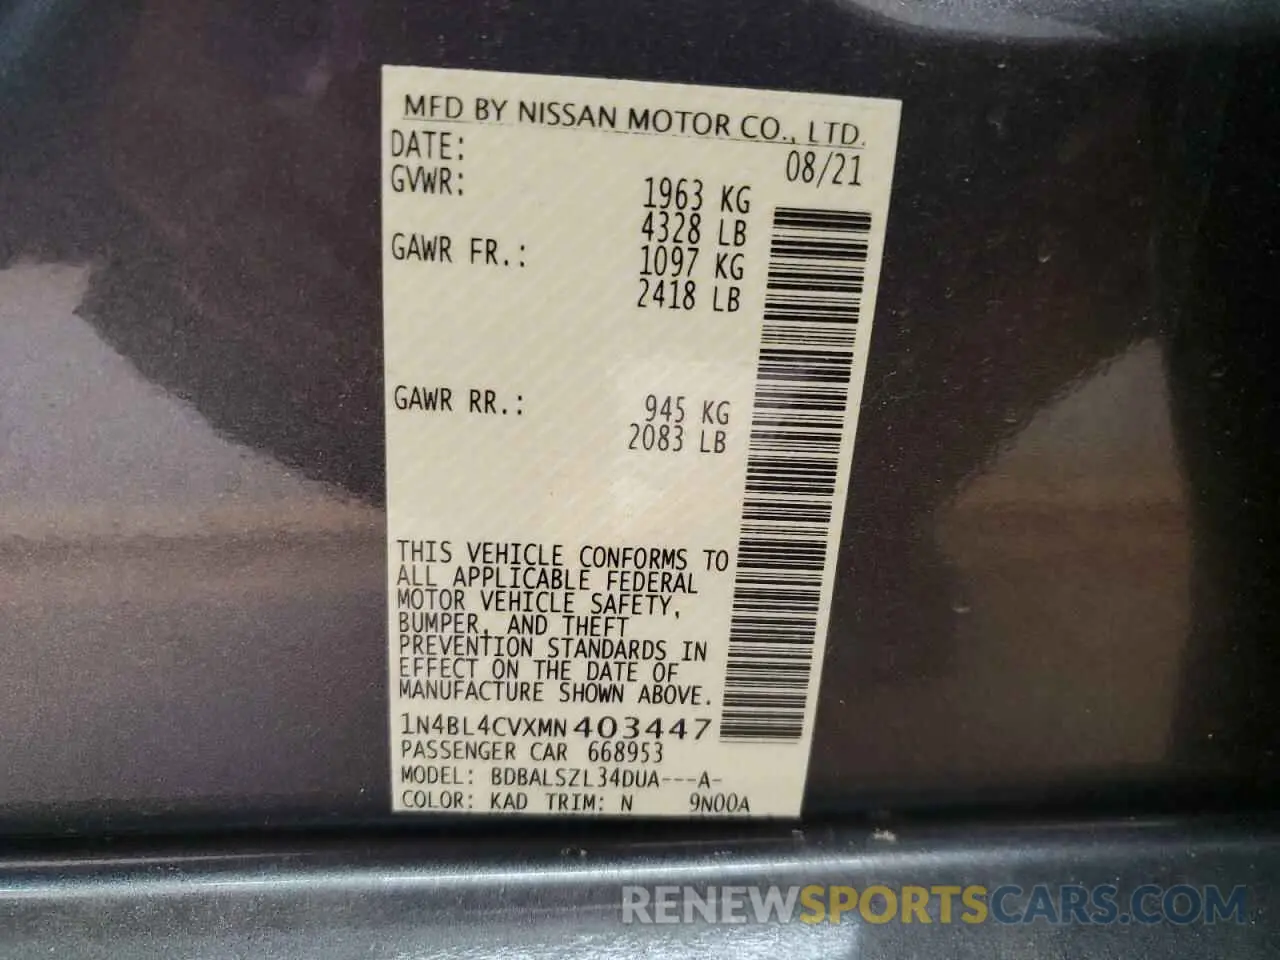 MFD BY NISSAN MOTOR CO., LTD.
DATE: 08/21
GVWR: 1963 KG
4328 LB
GAWR FR.: 1097 KG
2418 LB
GAWR RR.: 945 KG
2083 LB
THIS VEHICLE CONFORMS TO
ALL APPLICABLE FEDERAL
MOTOR VEHICLE SAFETY,
BUMPER, AND THEFT
PREVENTION STANDARDS IN
EFFECT ON THE DATE OF
MANUFACTURE SHOWN ABOVE.
1N4BL4CVXMN403447
PASSENGER CAR 668953
MODEL: BDBALSZL34DUA---A-
COLOR: KAD TRIM: N 9N00A
RENEWSPORTSCARS.COM